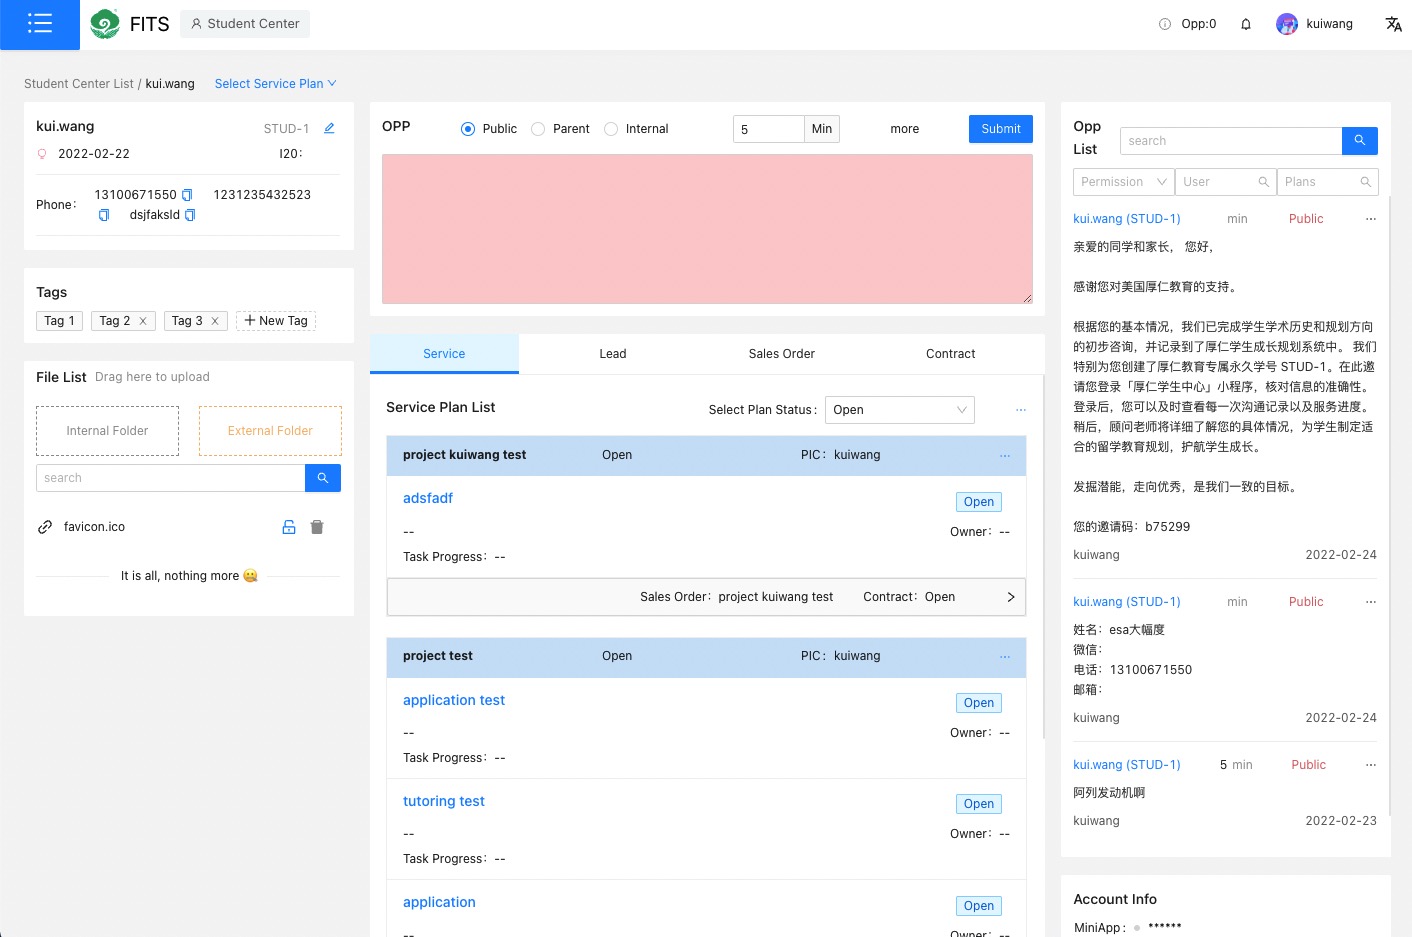 FITS
Student Center
Opp:0
kuiwang
Student Center List / kui.wang
Select Service Plan
kui.wang
STUD-1
2022-02-22
I20：
Phone：
13100671550
1231235432523
dsjfaksld
Tags
Tag 1
Tag 2
Tag 3
New Tag
File List
Drag here to upload
Internal Folder
External Folder
search
favicon.ico
It is all, nothing more
OPP
Public
Parent
Internal
5
Min
more
Submit
Service
Lead
Sales Order
Contract
Service Plan List
Select Plan Status：
Open
project kuiwang test
Open
PIC：kuiwang
adsfadf
Open
--
Owner：--
Task Progress：--
Sales Order：project kuiwang test
Contract：Open
project test
Open
PIC：kuiwang
application test
Open
--
Owner：--
Task Progress：--
tutoring test
Open
--
Owner：--
Task Progress：--
application
Open
--
Owner：--
Opp
List
search
Permission
User
Plans
kui.wang (STUD-1)
min
Public
亲爱的同学和家长， 您好，
感谢您对美国厚仁教育的支持。
根据您的基本情况，我们已完成学生学术历史和规划方向
的初步咨询，并记录到了厚仁学生成长规划系统中。 我们
特别为您创建了厚仁教育专属永久学号 STUD-1。在此邀
请您登录「厚仁学生中心」小程序，核对信息的准确性。
登录后，您可以及时查看每一次沟通记录以及服务进度。
稍后，顾问老师将详细了解您的具体情况，为学生制定适
合的留学教育规划，护航学生成长。
发掘潜能，走向优秀，是我们一致的目标。
您的邀请码：b75299
kuiwang
2022-02-24
kui.wang (STUD-1)
min
Public
姓名：esa大幅度
微信：
电话：13100671550
邮箱：
kuiwang
2022-02-24
kui.wang (STUD-1)
5 min
Public
阿列发动机啊
kuiwang
2022-02-23
Account Info
MiniApp：
******